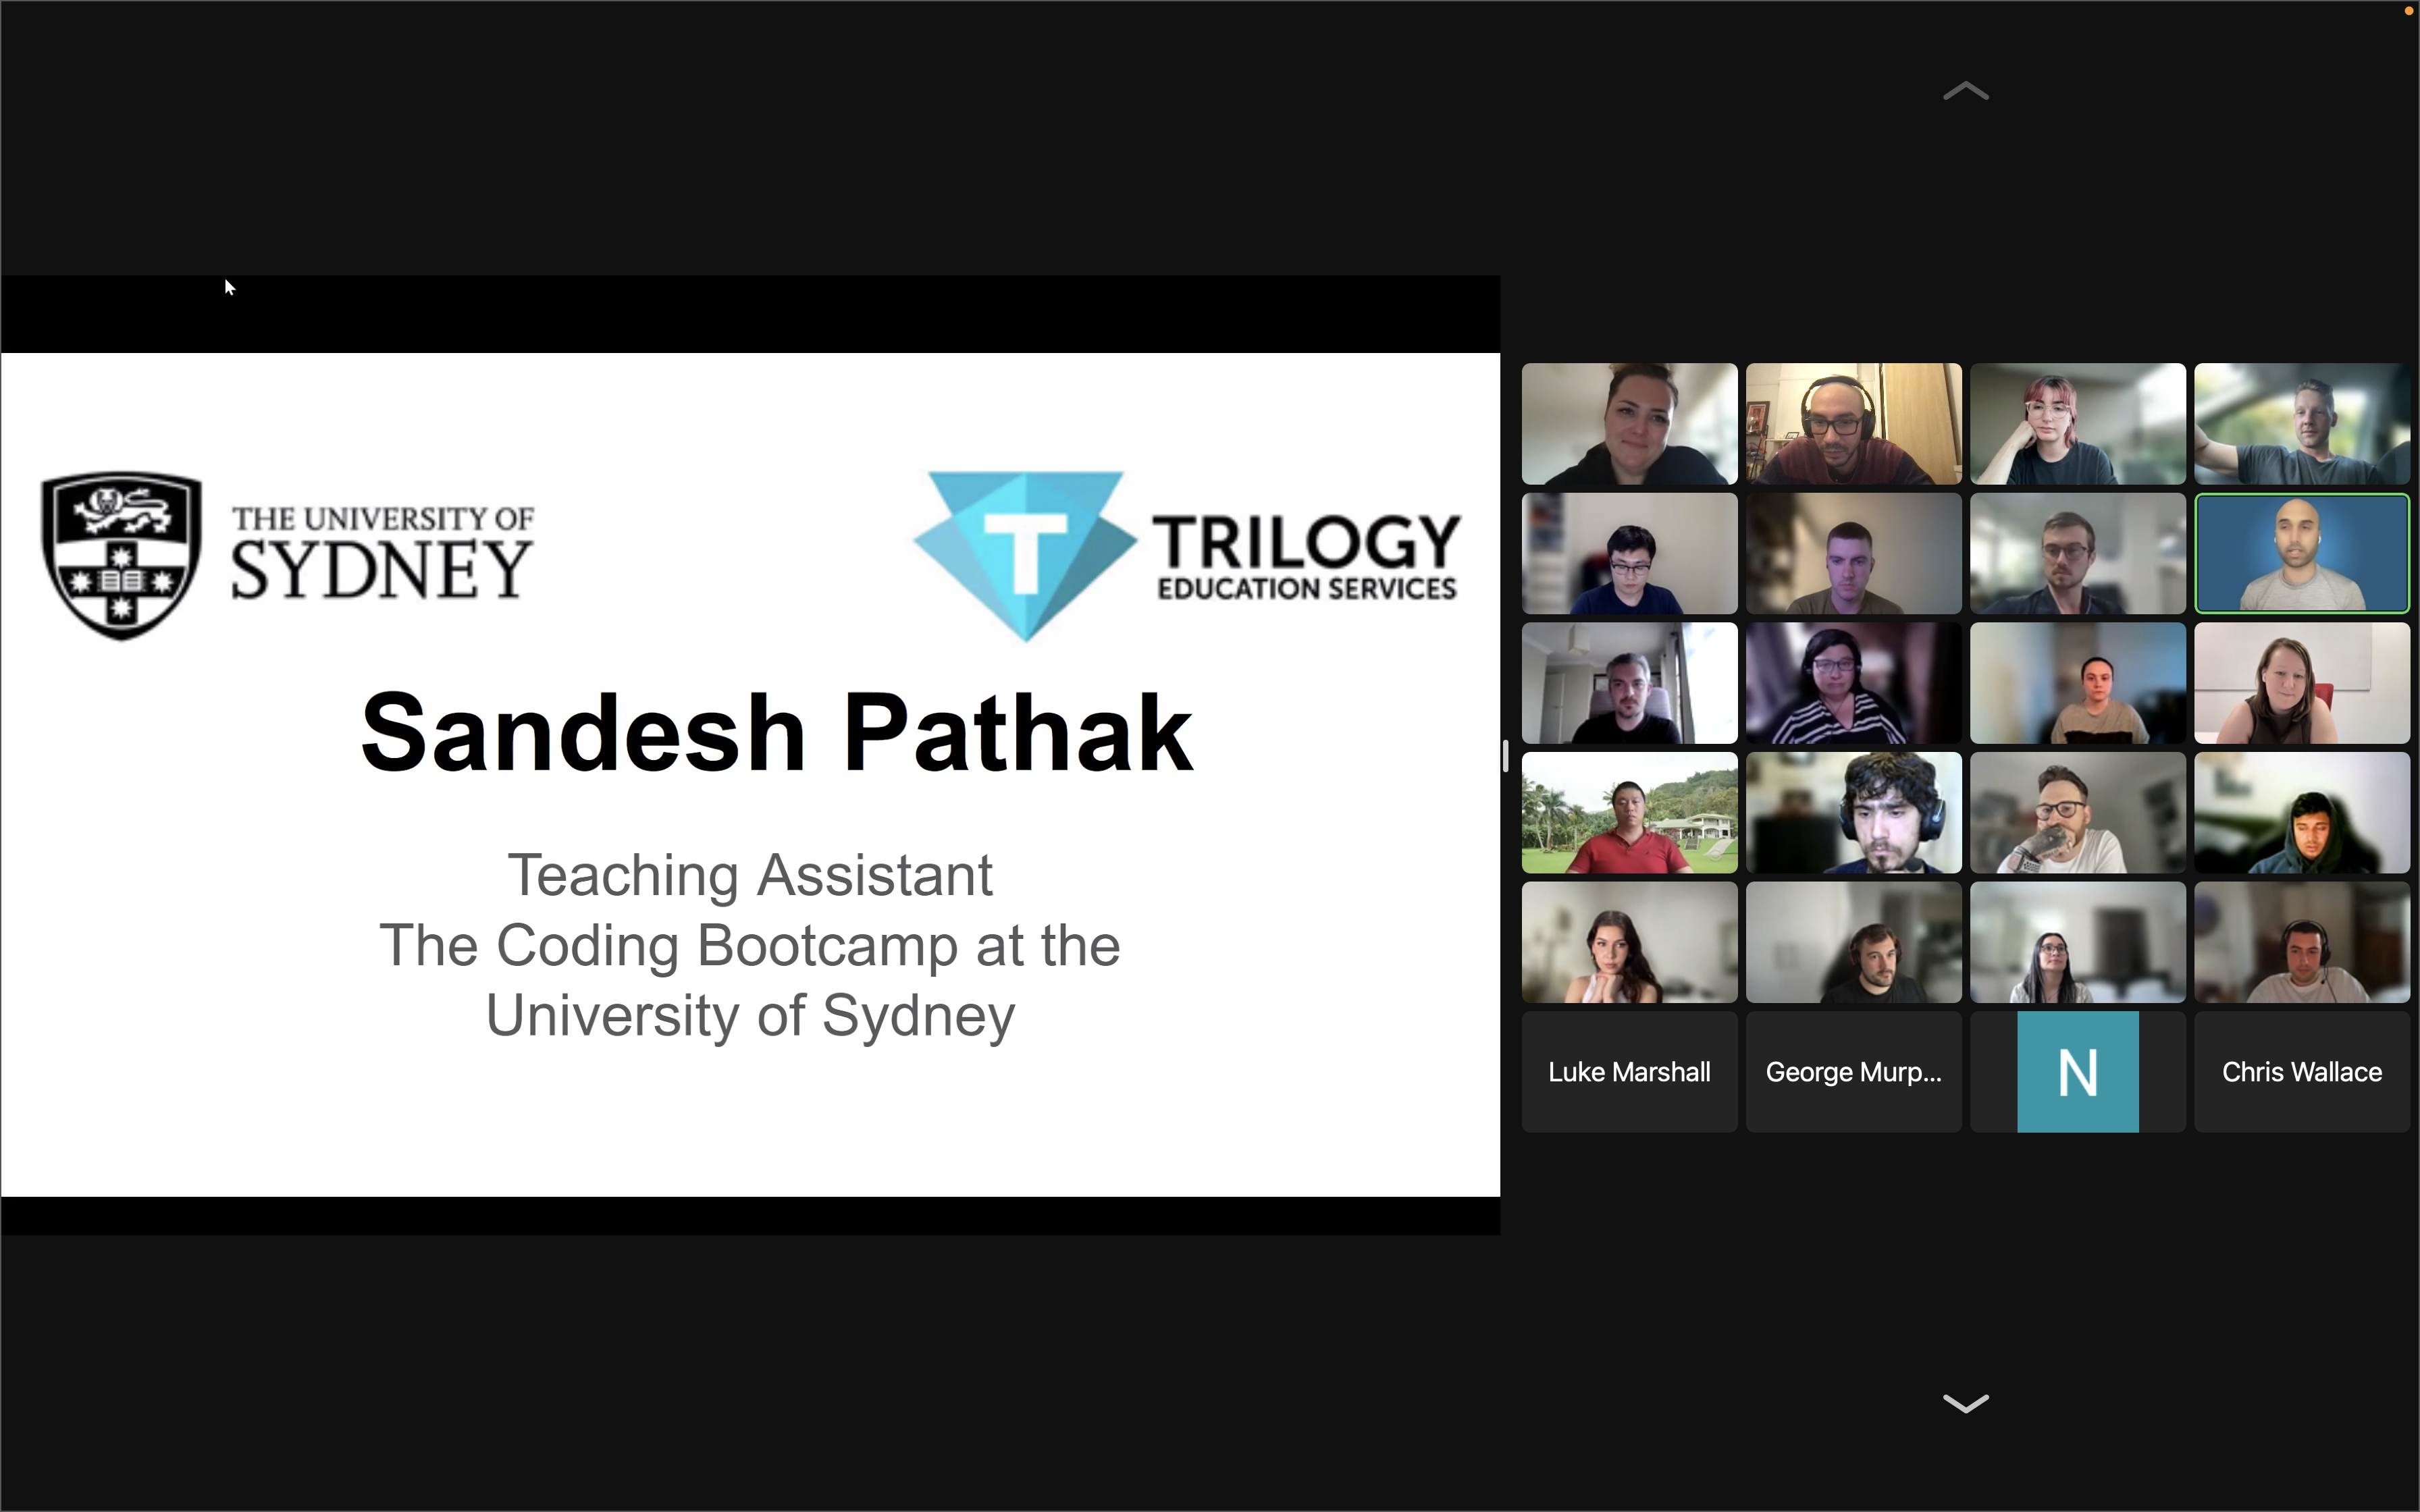 THE UNIVERSITY OF
SYDNEY
T
TRILOGY
EDUCATION SERVICES
Sandesh Pathak
Teaching Assistant
The Coding Bootcamp at the
University of Sydney
Luke Marshall
George Murp...
N
Chris Wallace